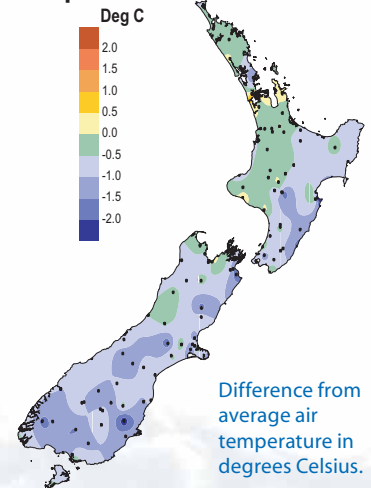 Deg C
2.0
1.5
1.0
0.5
0.0
-0.5
-1.0
-1.5
-2.0
Difference from
average air
temperature in
degrees Celsius.